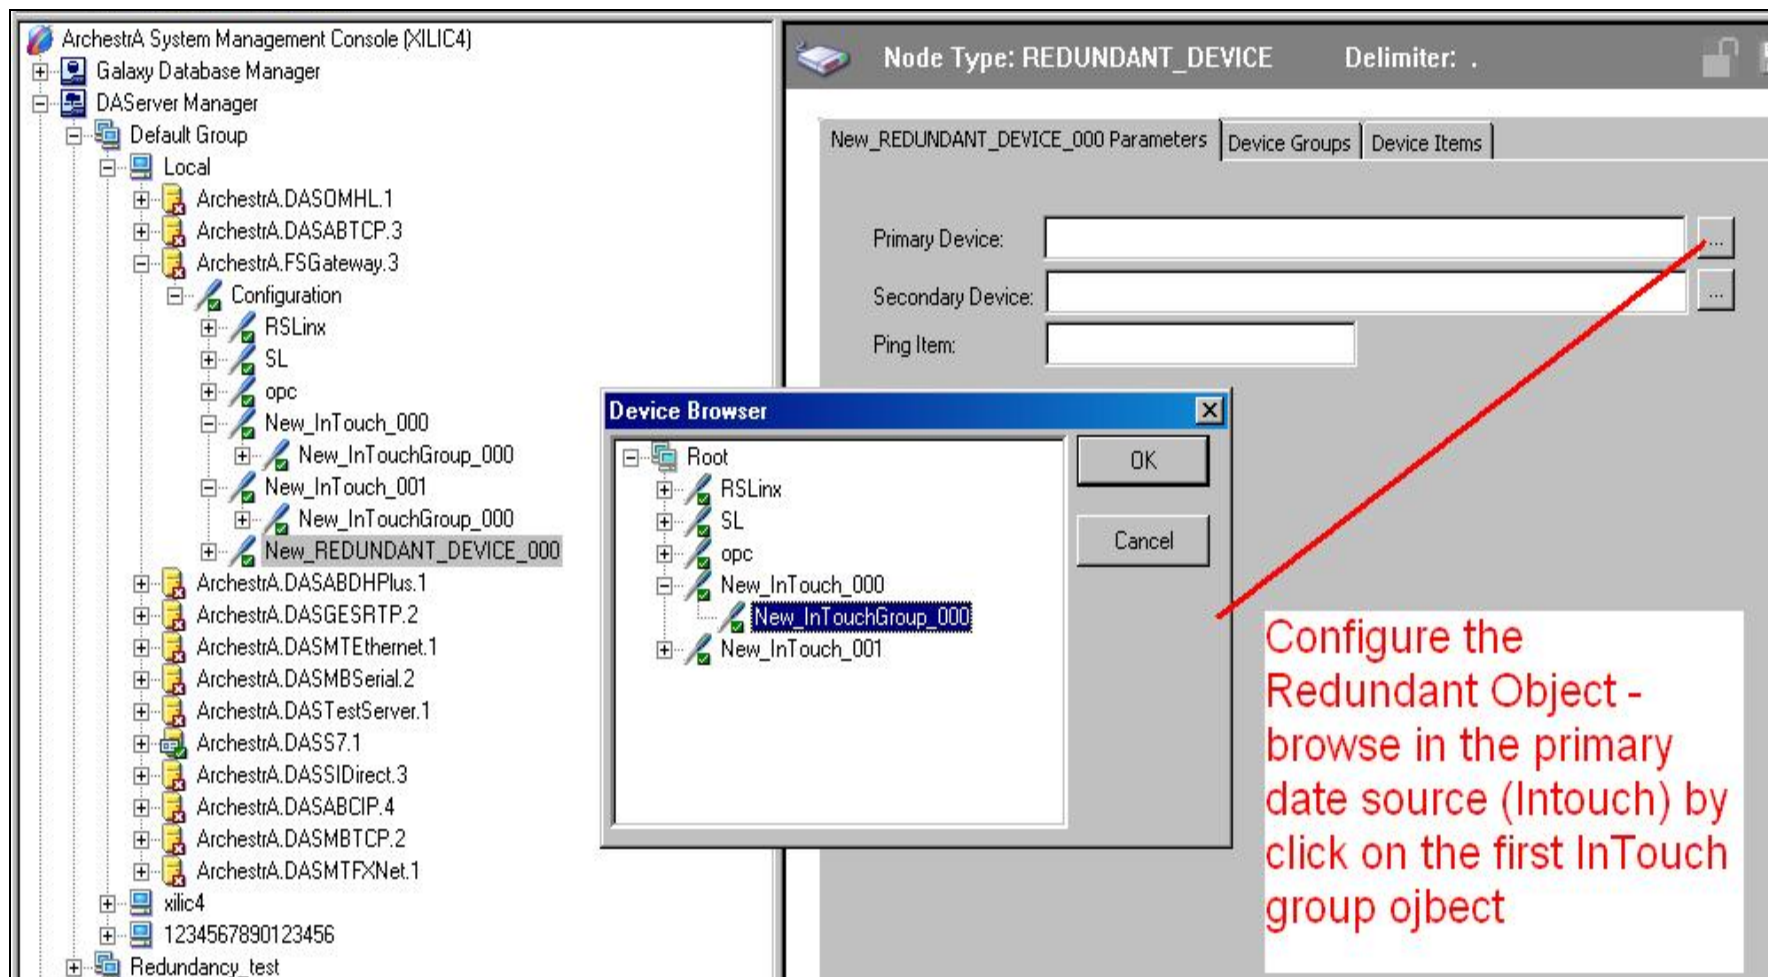 ArchestrA System Management Console (XILIC4)
Galaxy Database Manager
DAServer Manager
Default Group
Local
ArchestrA.DASOMHL.1
ArchestrA.DASABTCP.3
ArchestrA.FSGateway.3
Configuration
RSLinx
SL
opc
New_InTouch_000
New_InTouchGroup_000
New_InTouch_001
New_InTouchGroup_000
New_REDUNDANT_DEVICE_000
ArchestrA.DASABDHPlus.1
ArchestrA.DASGESRTP.2
ArchestrA.DASMTEthernet.1
ArchestrA.DASMBSerial.2
ArchestrA.DASTestServer.1
ArchestrA.DASS7.1
ArchestrA.DASSIDirect.3
ArchestrA.DASABCIP.4
ArchestrA.DASMBTCP.2
ArchestrA.DASMTFXNet.1
xilic4
1234567890123456
Redundancy_test
Node Type: REDUNDANT_DEVICE Delimiter: .
New_REDUNDANT_DEVICE_000 Parameters Device Groups Device Items
Primary Device: ...
Secondary Device: ...
Ping Item:
Device Browser
Root
RSLinx
SL
opc
New_InTouch_000
New_InTouchGroup_000
New_InTouch_001
OK
Cancel
Configure the
Redundant Object -
browse in the primary
date source (Intouch) by
click on the first InTouch
group ojbect